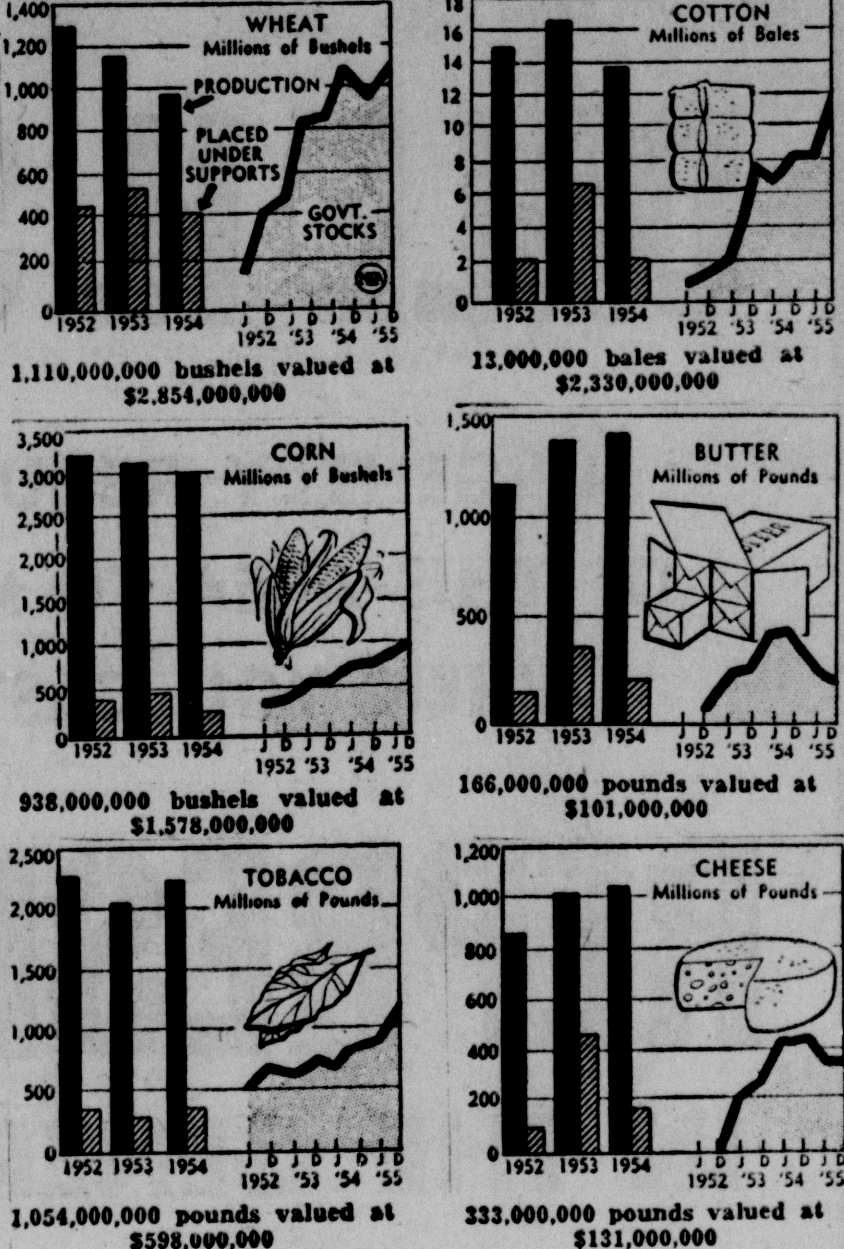 WHEAT
Millions of Bushels
1,400
1,200
1,000
800
600
400
200
0
PRODUCTION
PLACED
UNDER
SUPPORTS
GOVT.
STOCKS
1952 1953 1954
J D J D J D J D
1952 '53 '54 '55
1,110,000,000 bushels valued at
$2,854,000,000
COTTON
Millions of Bales
18
16
14
12
10
8
6
4
2
0
1952 1953 1954
J D J D J D J D
1952 '53 '54 '55
13,000,000 bales valued at
$2,330,000,000
CORN
Millions of Bushels
3,500
3,000
2,500
2,000
1,500
1,000
500
0
1952 1953 1954
J D J D J D J D
1952 '53 '54 '55
938,000,000 bushels valued at
$1,578,000,000
BUTTER
Millions of Pounds
1,500
1,000
500
0
1952 1953 1954
J D J D J D J D
1952 '53 '54 '55
166,000,000 pounds valued at
$101,000,000
TOBACCO
Millions of Pounds
2,500
2,000
1,500
1,000
500
0
1952 1953 1954
J D J D J D J D
1952 '53 '54 '55
1,054,000,000 pounds valued at
$598,000,000
CHEESE
Millions of Pounds
1,200
1,000
800
600
400
200
0
1952 1953 1954
J D J D J D J D
1952 '53 '54 '55
333,000,000 pounds valued at
$131,000,000